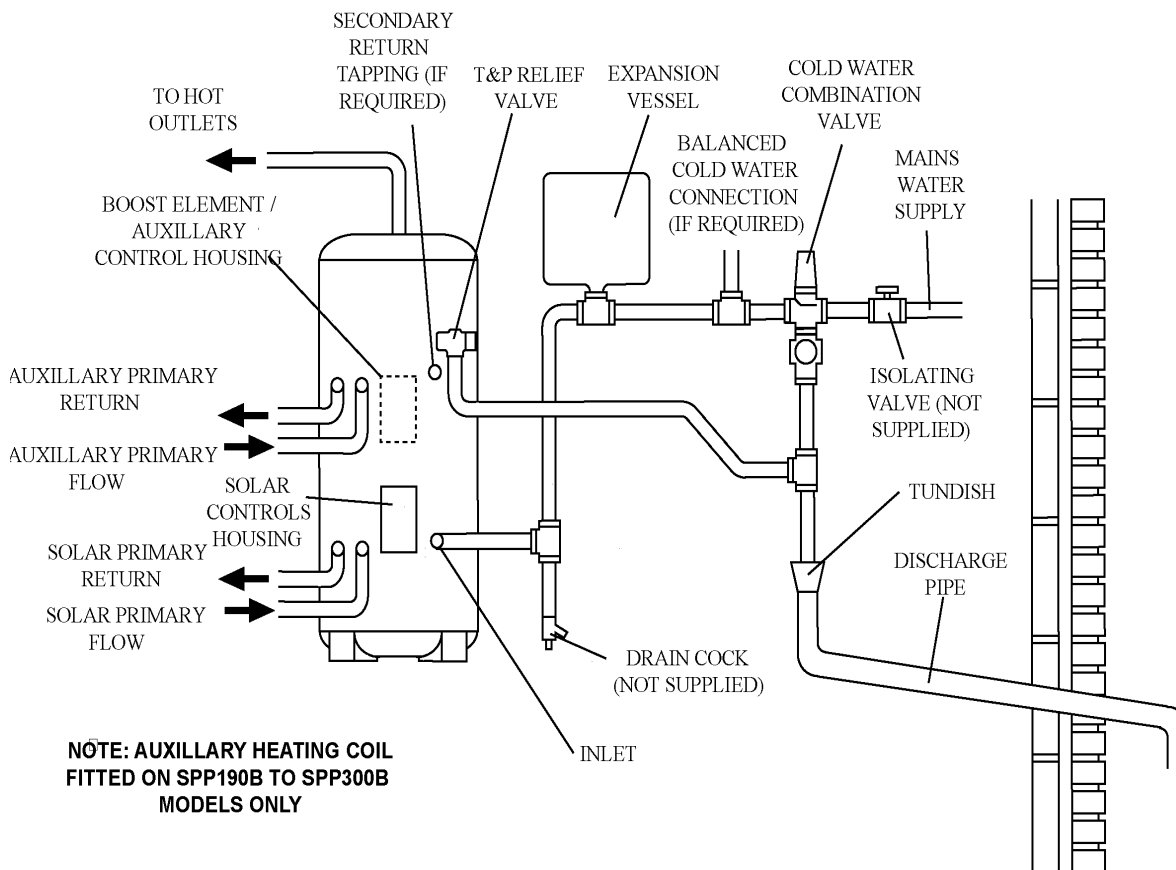 SECONDARY
RETURN
TAPPING (IF
REQUIRED)
T&P RELIEF
VALVE
EXPANSION
VESSEL
COLD WATER
COMBINATION
VALVE
TO HOT
OUTLETS
BALANCED
COLD WATER
CONNECTION
(IF REQUIRED)
MAINS
WATER
SUPPLY
BOOST ELEMENT /
AUXILLARY
CONTROL HOUSING
AUXILLARY PRIMARY
RETURN
ISOLATING
VALVE (NOT
SUPPLIED)
AUXILLARY PRIMARY
FLOW
SOLAR
CONTROLS
HOUSING
TUNDISH
SOLAR PRIMARY
RETURN
DISCHARGE
PIPE
SOLAR PRIMARY
FLOW
DRAIN COCK
(NOT SUPPLIED)
INLET
NOTE: AUXILLARY HEATING COIL
FITTED ON SPP190B TO SPP300B
MODELS ONLY